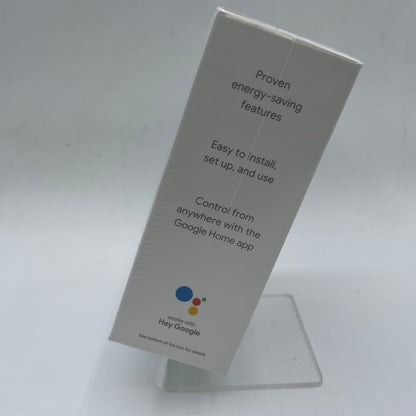 Proven
energy-saving
features
Easy to install,
set up, and use
Control from
anywhere with the
Google Home app
works with
Hey Google
See bottom of the box for details.